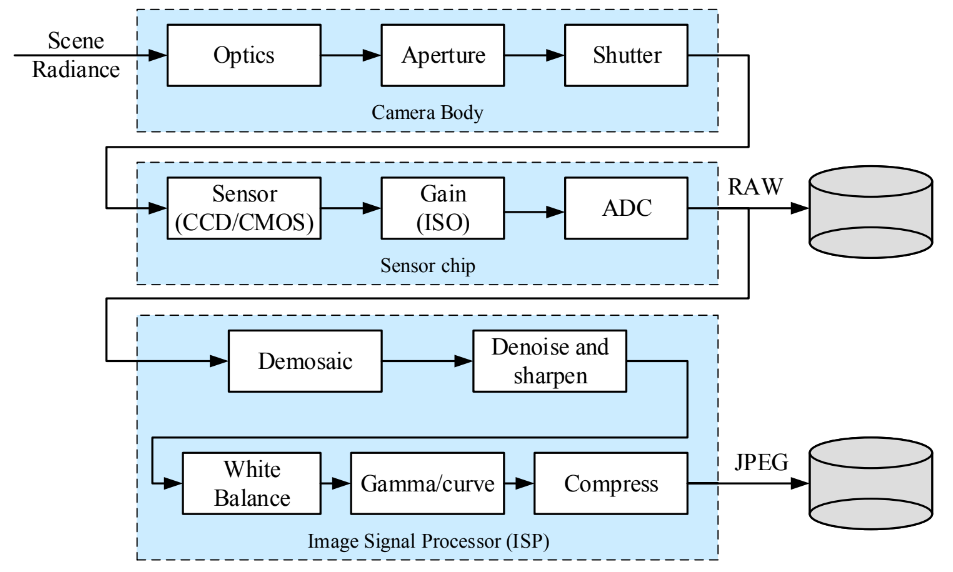 Scene
Radiance
Optics
Aperture
Shutter
Camera Body
Sensor
(CCD/CMOS)
Gain
(ISO)
ADC
RAW
Sensor chip
Demosaic
Denoise and
sharpen
White
Balance
Gamma/curve
Compress
JPEG
Image Signal Processor (ISP)